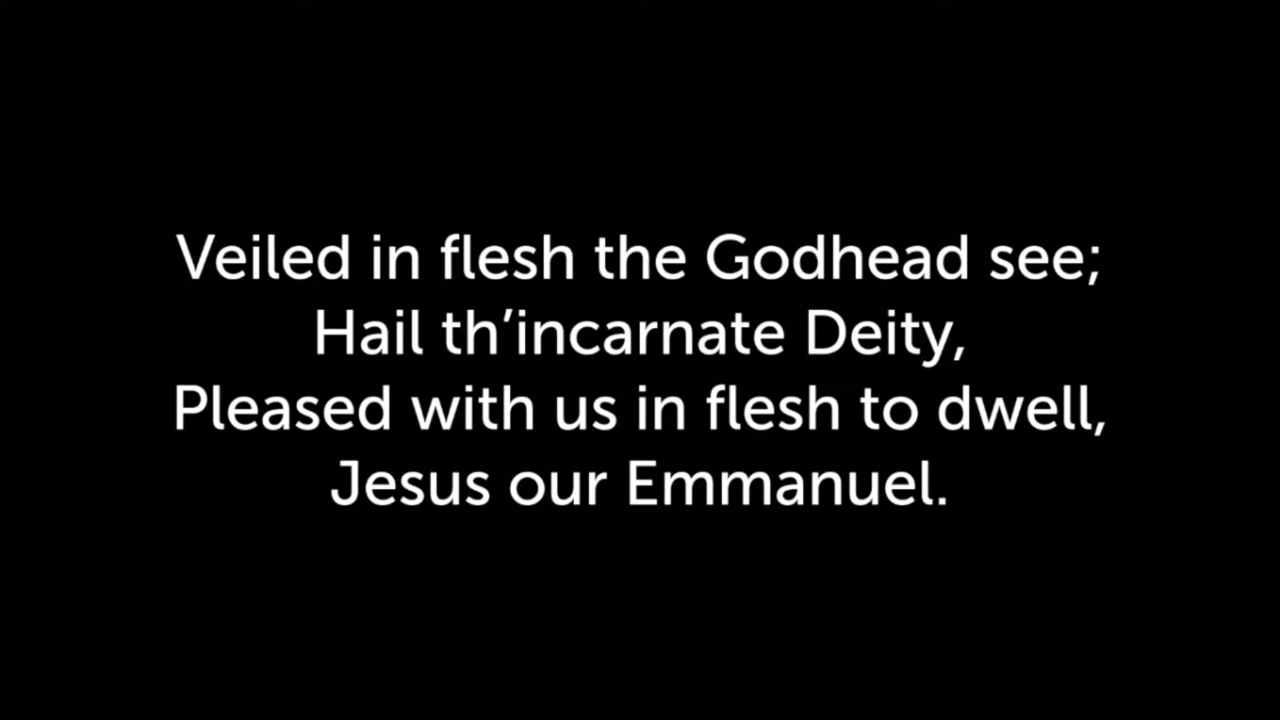 Veiled in flesh the Godhead see;
Hail th’incarnate Deity,
Pleased with us in flesh to dwell,
Jesus our Emmanuel.